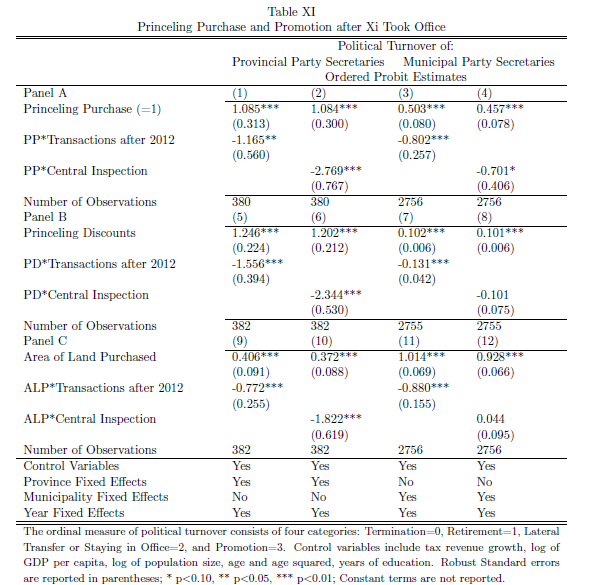 Table XI
Princeling Purchase and Promotion after Xi Took Office
Political Turnover of:
Provincial Party Secretaries Municipal Party Secretaries
Ordered Probit Estimates
Panel A (1) (2) (3) (4)
Princeling Purchase (=1) 1.085*** 1.084*** 0.503*** 0.457***
(0.313) (0.300) (0.080) (0.078)
PP*Transactions after 2012 -1.165** -0.802***
(0.560) (0.257)
PP*Central Inspection -2.769*** -0.701*
(0.767) (0.406)
Number of Observations 380 380 2756 2756
Panel B (5) (6) (7) (8)
Princeling Discounts 1.246*** 1.202*** 0.102*** 0.101***
(0.224) (0.212) (0.006) (0.006)
PD*Transactions after 2012 -1.556*** -0.131***
(0.394) (0.042)
PD*Central Inspection -2.344*** -0.101
(0.530) (0.075)
Number of Observations 382 382 2755 2755
Panel C (9) (10) (11) (12)
Area of Land Purchased 0.406*** 0.372*** 1.014*** 0.928***
(0.091) (0.088) (0.069) (0.066)
ALP*Transactions after 2012 -0.772*** -0.880***
(0.255) (0.155)
ALP*Central Inspection -1.822*** 0.044
(0.619) (0.095)
Number of Observations 382 382 2756 2756
Control Variables Yes Yes Yes Yes
Province Fixed Effects Yes Yes No No
Municipality Fixed Effects No No Yes Yes
Year Fixed Effects Yes Yes Yes Yes
The ordinal measure of political turnover consists of four categories: Termination=0, Retirement=1, Lateral
Transfer or Staying in Office=2, and Promotion=3. Control variables include tax revenue growth, log of
GDP per capita, log of population size, age and age squared, years of education. Robust Standard errors
are reported in parentheses; * p<0.10, ** p<0.05, *** p<0.01; Constant terms are not reported.